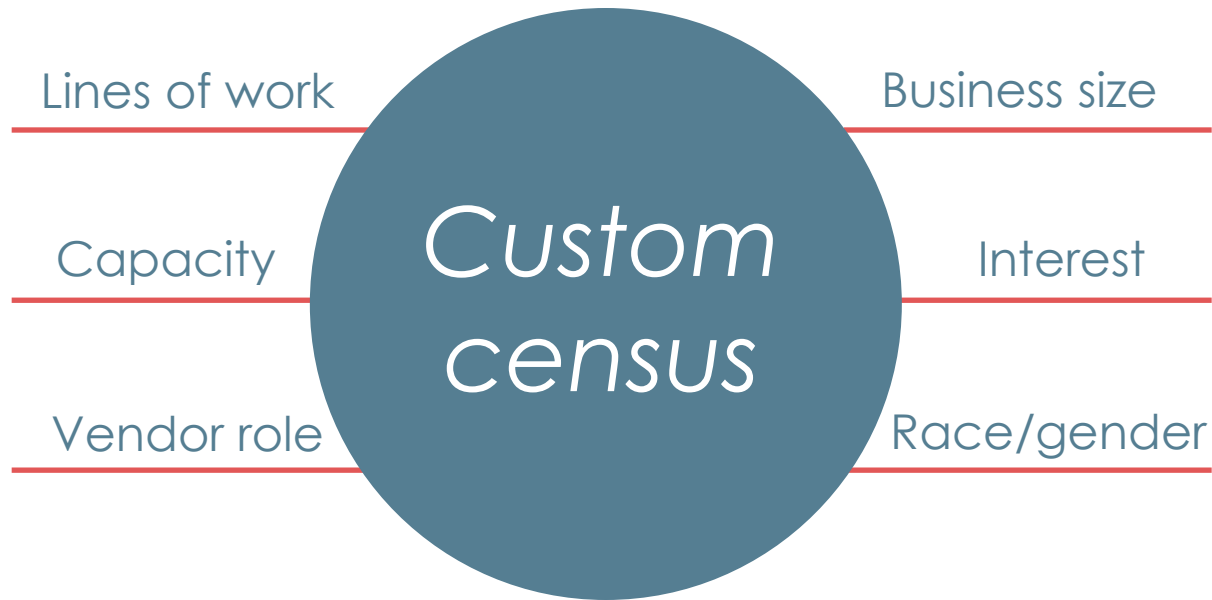 Lines of work
Capacity
Vendor role
Custom
census
Business size
Interest
Race/gender